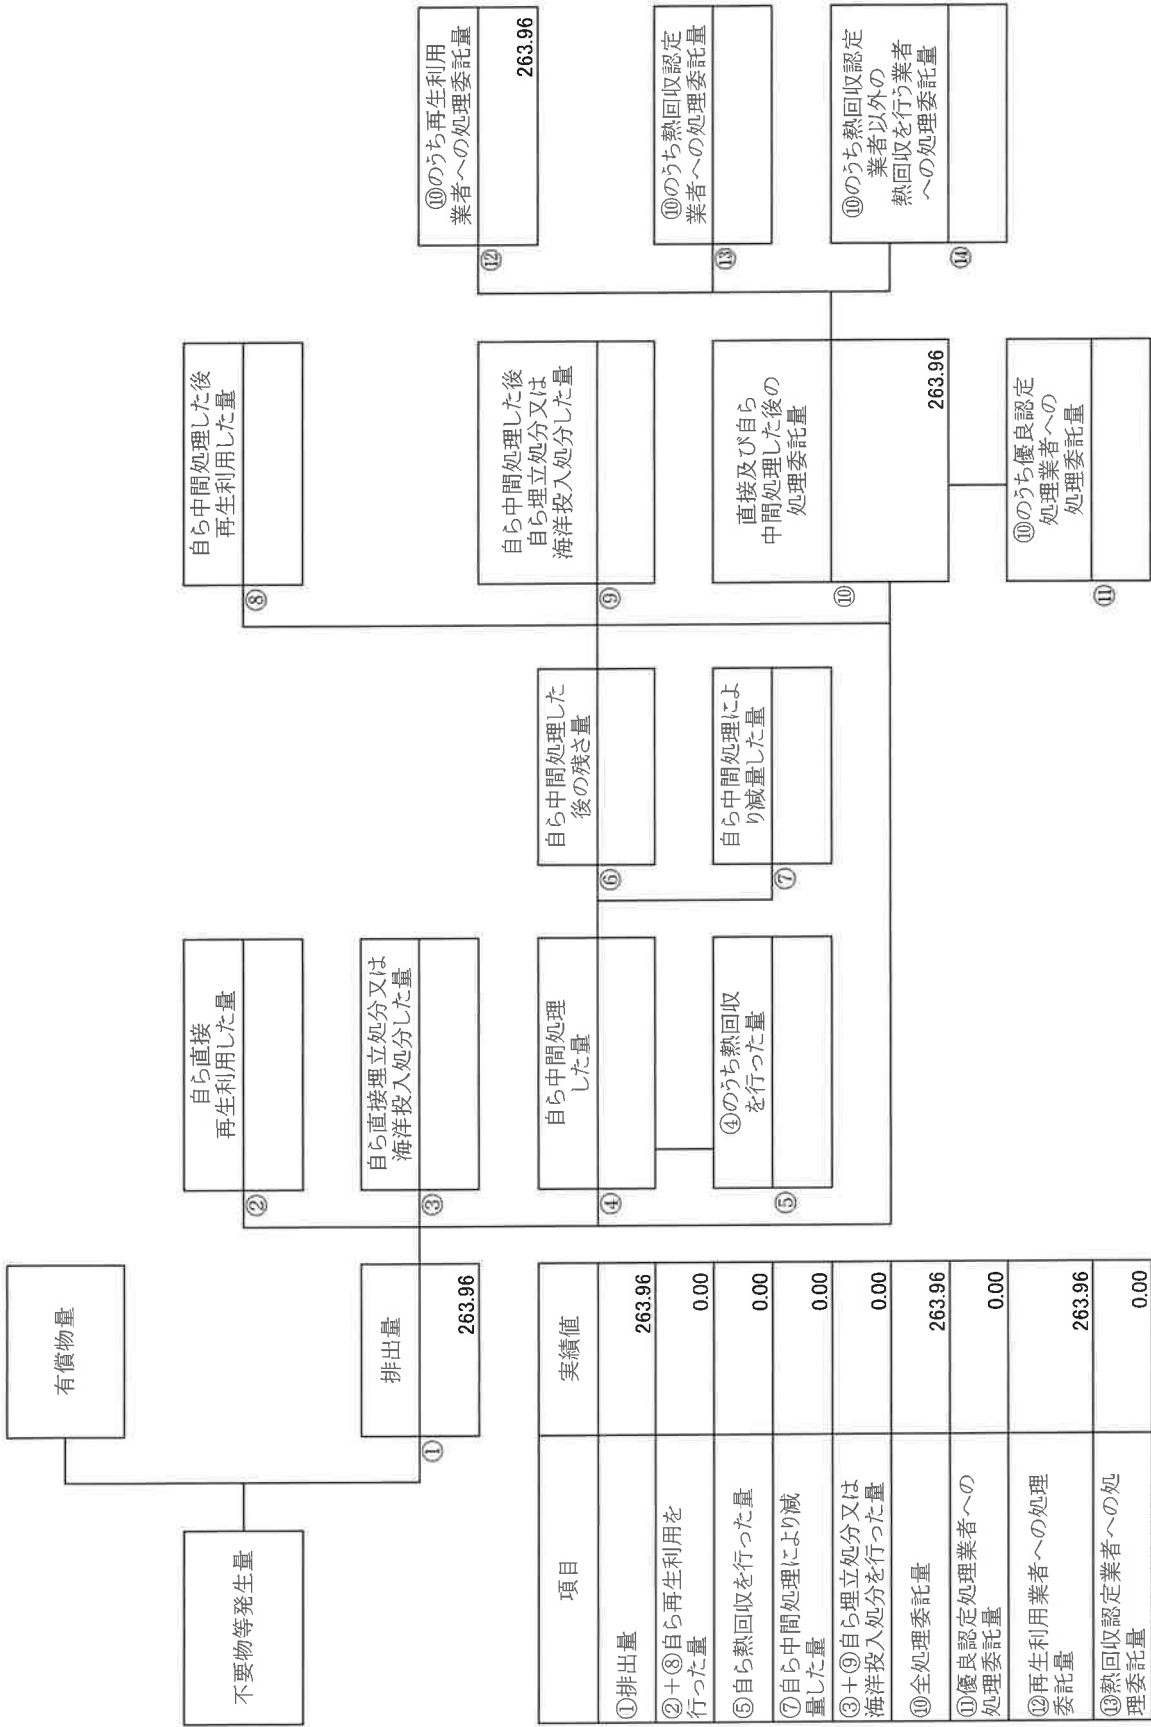 不要物等発生量
有償物量
排出量
①
263.96
自ら直接
再生利用した量
②
自ら直接埋立処分又は
海洋投入処分した量
③
自ら中間処理
した量
④
④のうち熱回収
を行った量
⑤
自ら中間処理した
後の残さ量
⑥
自ら中間処理によ
り減量した量
⑦
自ら中間処理した後
再生利用した量
⑧
自ら中間処理した後
自ら埋立処分又は
海洋投入処分した量
⑨
直接及び自ら
中間処理した後の
処理委託量
⑩
263.96
⑩のうち優良認定
処理業者への
処理委託量
⑪
⑩のうち再生利用
業者への処理委託量
⑫
263.96
⑩のうち熱回収認定
業者への処理委託量
⑬
⑩のうち熱回収認定
業者以外の
熱回収を行う業者
への処理委託量
⑭
項目 実績値
①排出量 263.96
②+⑧自ら再生利用を
行った量 0.00
⑤自ら熱回収を行った量 0.00
⑦自ら中間処理により減
量した量 0.00
③+⑨自ら埋立処分又は
海洋投入処分を行った量 0.00
⑩全処理委託量 263.96
⑪優良認定処理業者への
処理委託量 0.00
⑫再生利用業者への処理
委託量 263.96
⑬熱回収認定業者への処
理委託量 0.00